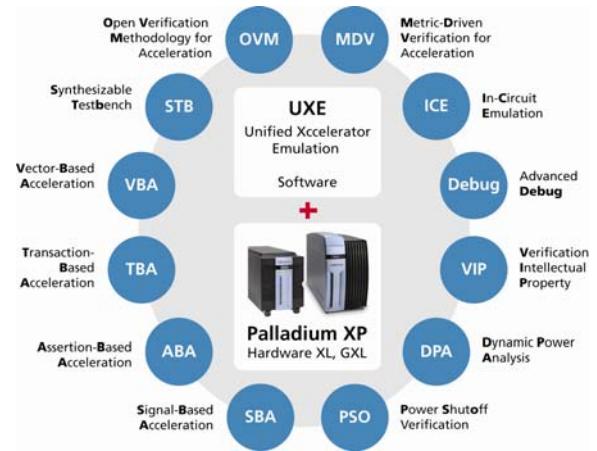 Open Verification
Methodology for
Acceleration
OVM
MDV
Metric-Driven
Verification for
Acceleration
Synthesizable
Testbench
STB
UXE
Unified Xccelerator
Emulation
Software
ICE
In-Circuit
Emulation
Vector-Based
Acceleration
VBA
+
Debug
Advanced
Debug
Transaction-
Based
Acceleration
TBA
VIP
Verification
Intellectual
Property
Palladium XP
Hardware XL, GXL
Assertion-Based
Acceleration
ABA
DPA
Dynamic Power
Analysis
Signal-Based
Acceleration
SBA
PSO
Power Shutoff
Verification